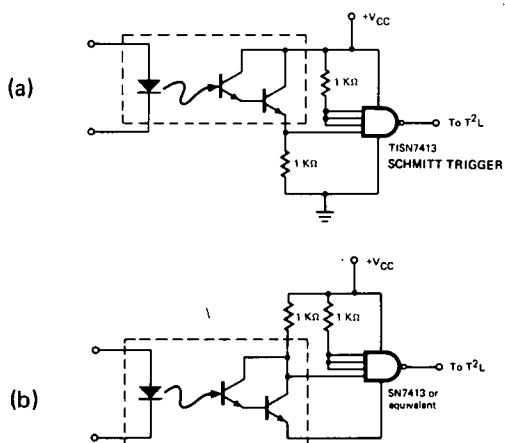 (a)
+VCC
1 KΩ
To T²L
TISN7413
SCHMITT TRIGGER
1 KΩ
(b)
+VCC
1 KΩ
1 KΩ
To T²L
SN7413 or
equivalent